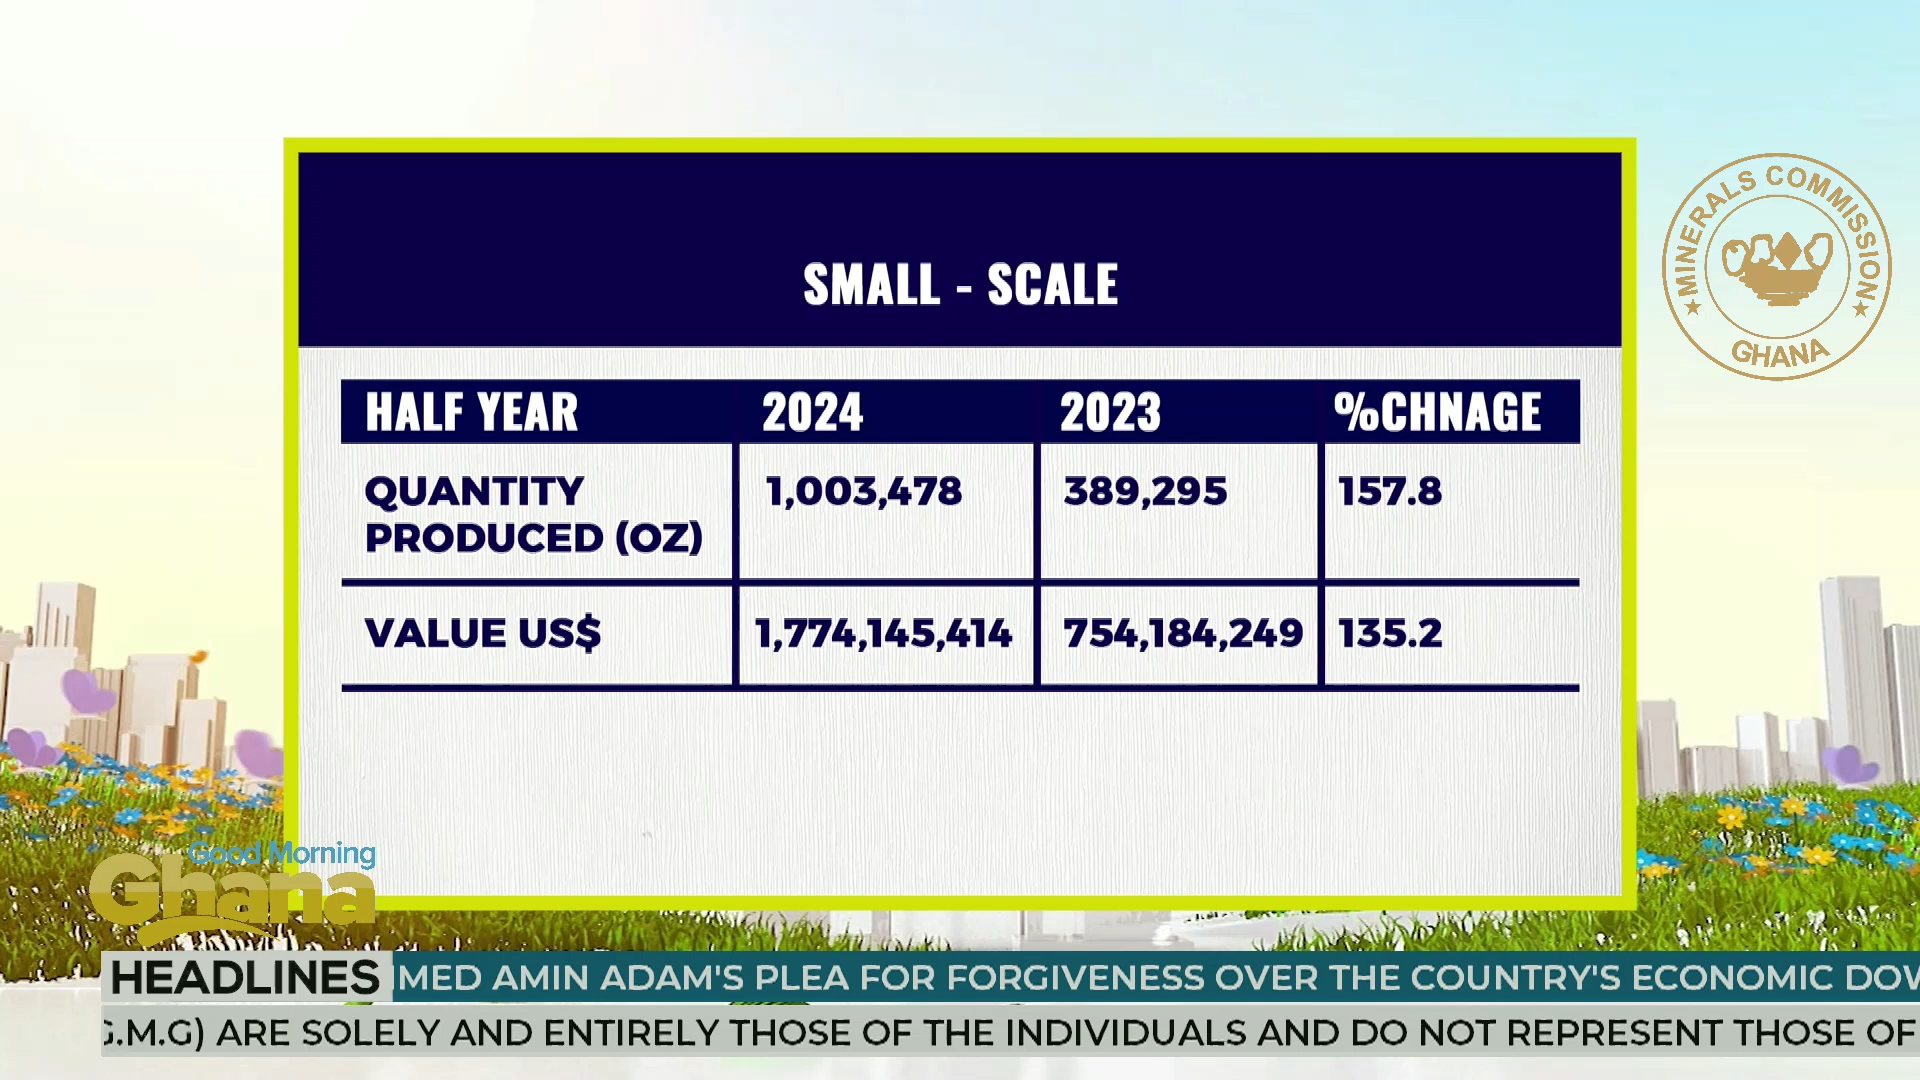 SMALL - SCALE
MINERALS COMMISSION
GHANA
HALF YEAR 2024 2023 %CHNAGE
QUANTITY PRODUCED (OZ) 1,003,478 389,295 157.8
VALUE US$ 1,774,145,414 754,184,249 135.2
Good Morning
Ghana
HEADLINES MED AMIN ADAM'S PLEA FOR FORGIVENESS OVER THE COUNTRY'S ECONOMIC DOW
G.M.G) ARE SOLELY AND ENTIRELY THOSE OF THE INDIVIDUALS AND DO NOT REPRESENT THOSE OF